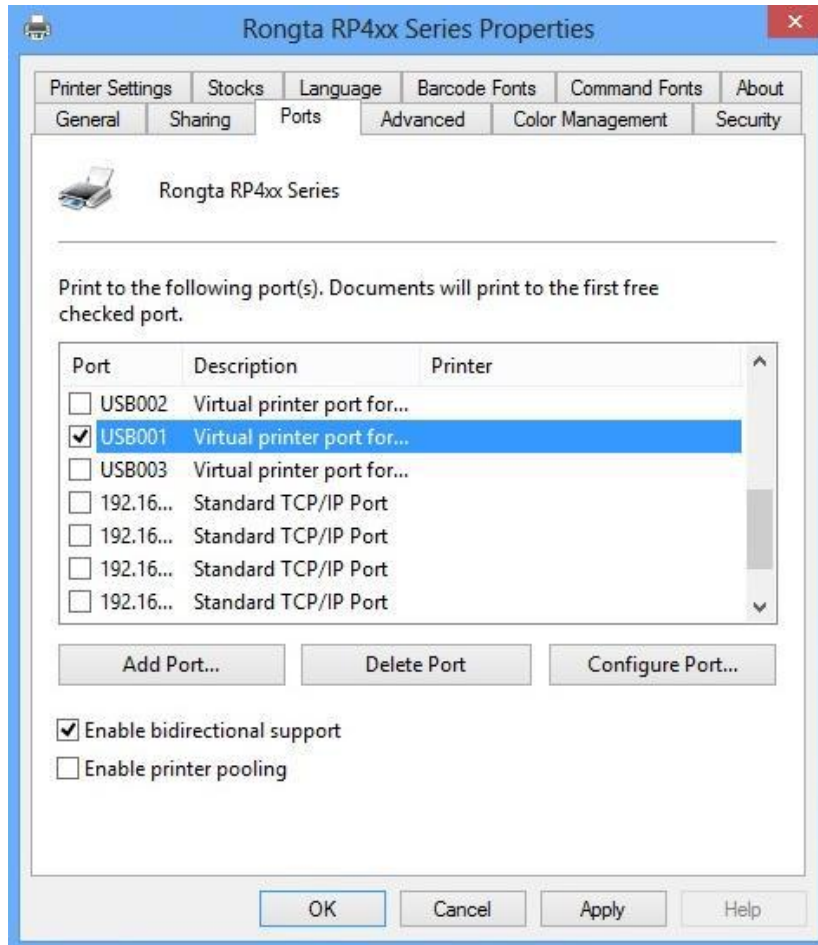 Rongta RP4xx Series Properties
Printer Settings Stocks Language Barcode Fonts Command Fonts About
General Sharing Ports Advanced Color Management Security
Rongta RP4xx Series
Print to the following port(s). Documents will print to the first free
checked port.
Port Description Printer
USB002 Virtual printer port for...
USB001 Virtual printer port for...
USB003 Virtual printer port for...
192.16... Standard TCP/IP Port
192.16... Standard TCP/IP Port
192.16... Standard TCP/IP Port
192.16... Standard TCP/IP Port
Add Port... Delete Port Configure Port...
Enable bidirectional support
Enable printer pooling
OK Cancel Apply Help